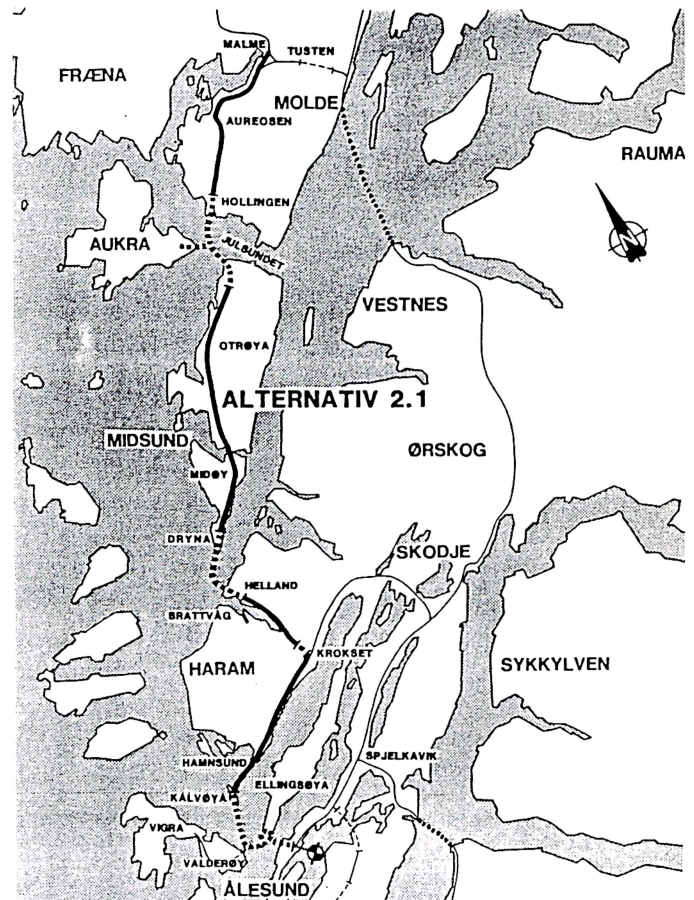 MALME
TUSTEN
FRÆNA
MOLDE
AUREOSEN
RAUMA
HOLLINGEN
AUKRA
JULSUNDET
N
VESTNES
OTRØYA
ALTERNATIV 2.1
MIDSUND
ØRSKOG
MIDØY
DRYNA
SKODJE
HELLAND
BRATTVÅG
KROKSET
HARAM
SYKKYLVEN
HAMNSUND
SPJELKAVIK
ELLINGSØYA
KALVØYA
VIGRA
VALDERØY
ÅLESUND